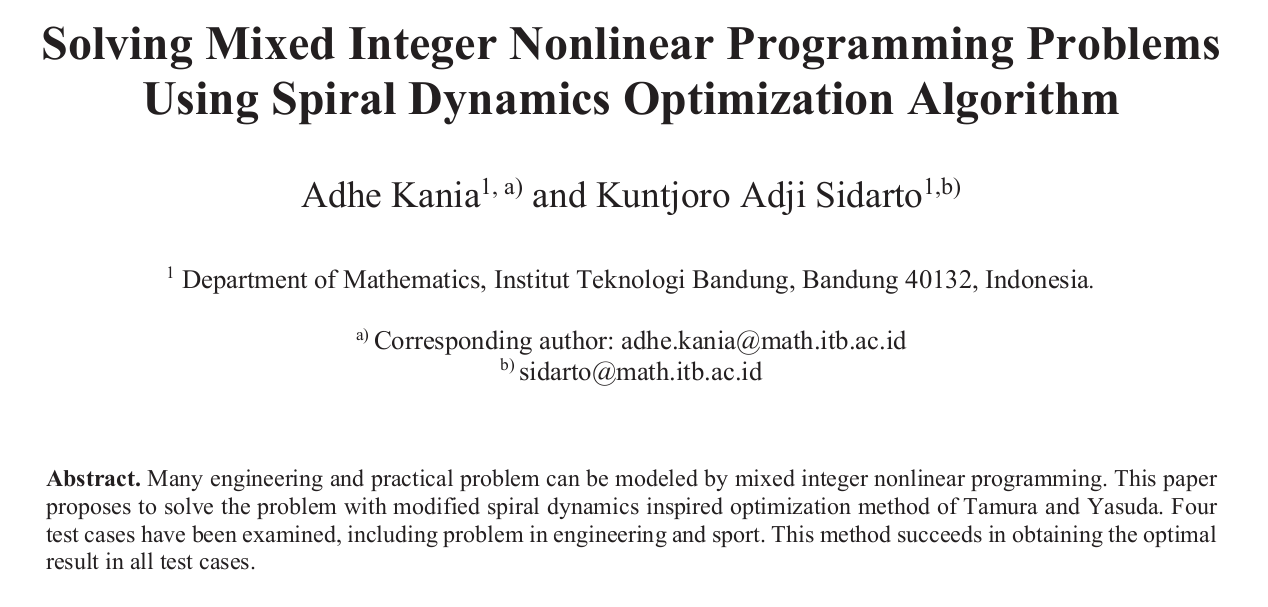 Solving Mixed Integer Nonlinear Programming Problems
Using Spiral Dynamics Optimization Algorithm
Adhe Kania1, a) and Kuntjoro Adji Sidarto1,b)
1 Department of Mathematics, Institut Teknologi Bandung, Bandung 40132, Indonesia.
a) Corresponding author: adhe.kania@math.itb.ac.id
b) sidarto@math.itb.ac.id
Abstract. Many engineering and practical problem can be modeled by mixed integer nonlinear programming. This paper
proposes to solve the problem with modified spiral dynamics inspired optimization method of Tamura and Yasuda. Four
test cases have been examined, including problem in engineering and sport. This method succeeds in obtaining the optimal
result in all test cases.